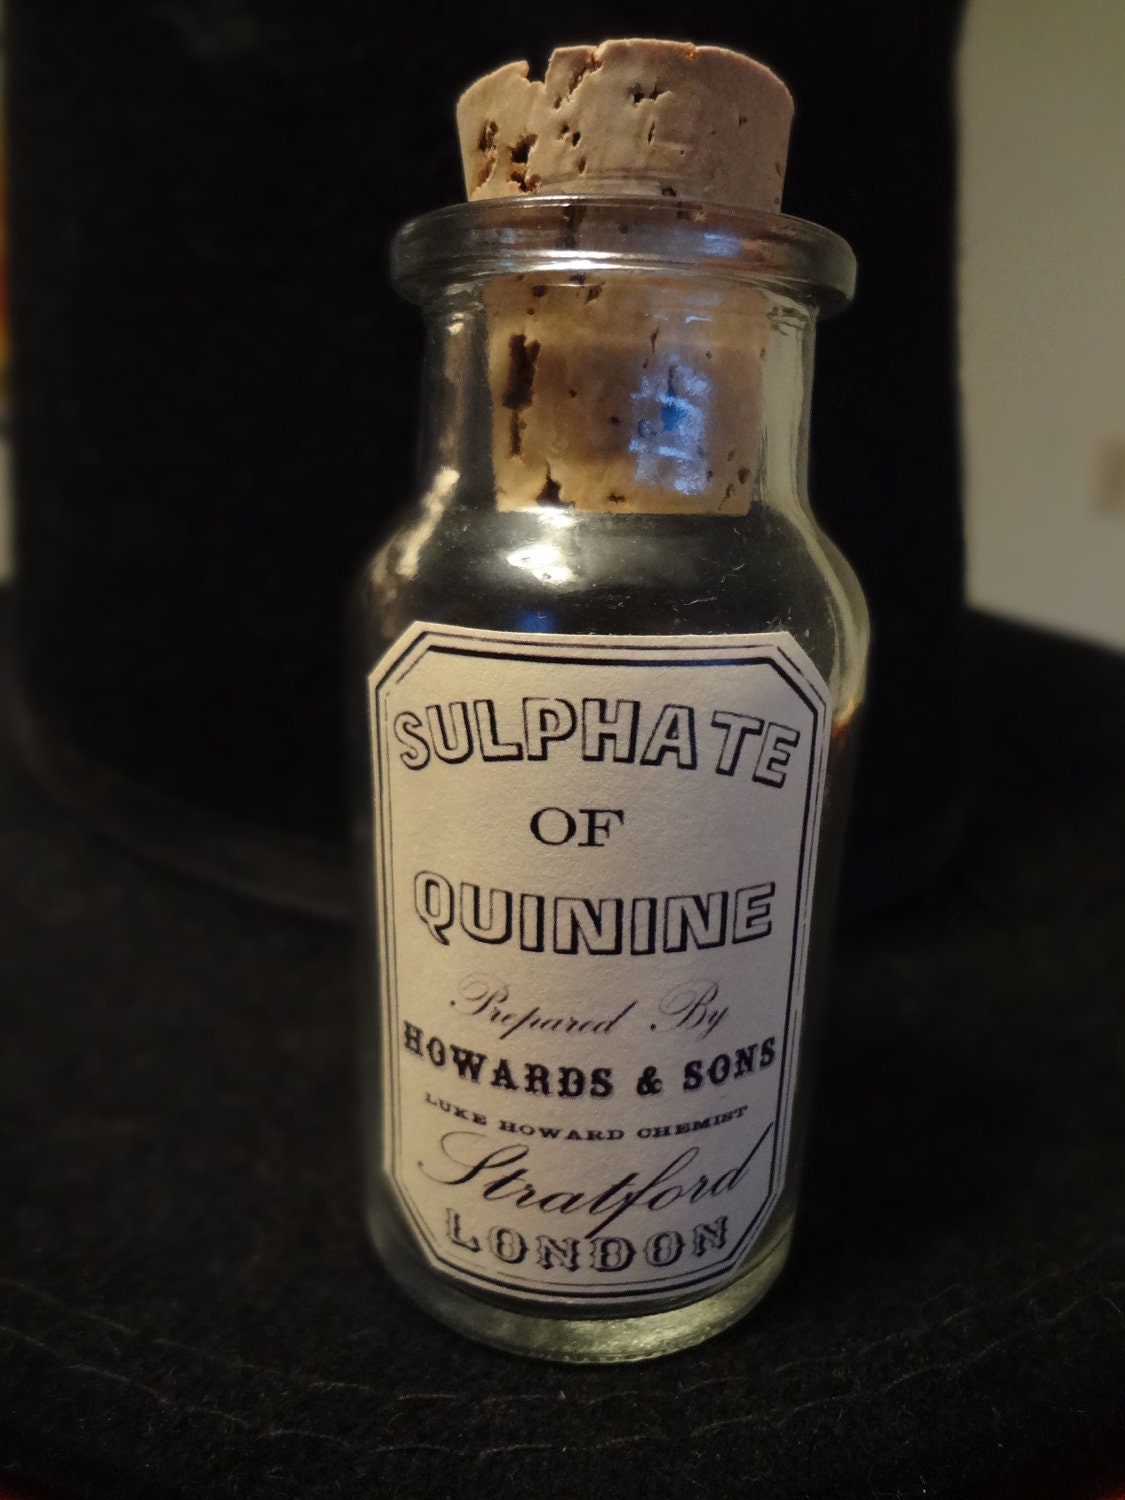 SULPHATE
OF
QUININE
Prepared By
HOWARDS & SONS
LUKE HOWARD CHEMIST
Stratford
LONDON